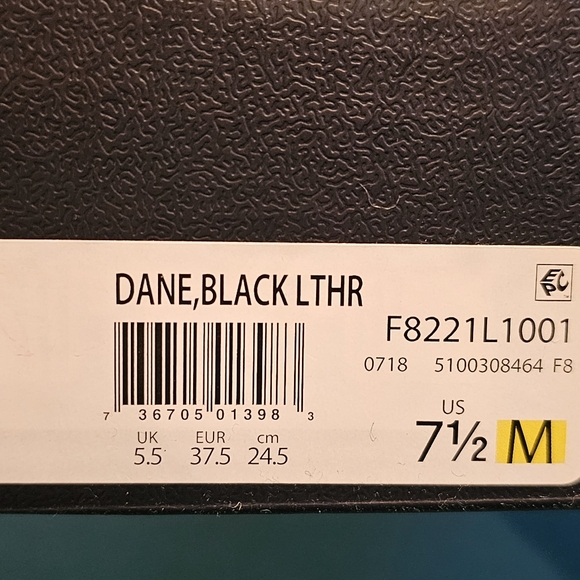 DANE,BLACK LTHR
EPC
F8221L1001
0718 5100308464 F8
7 36705 01398 3
UK EUR cm
5.5 37.5 24.5
US
7½ M